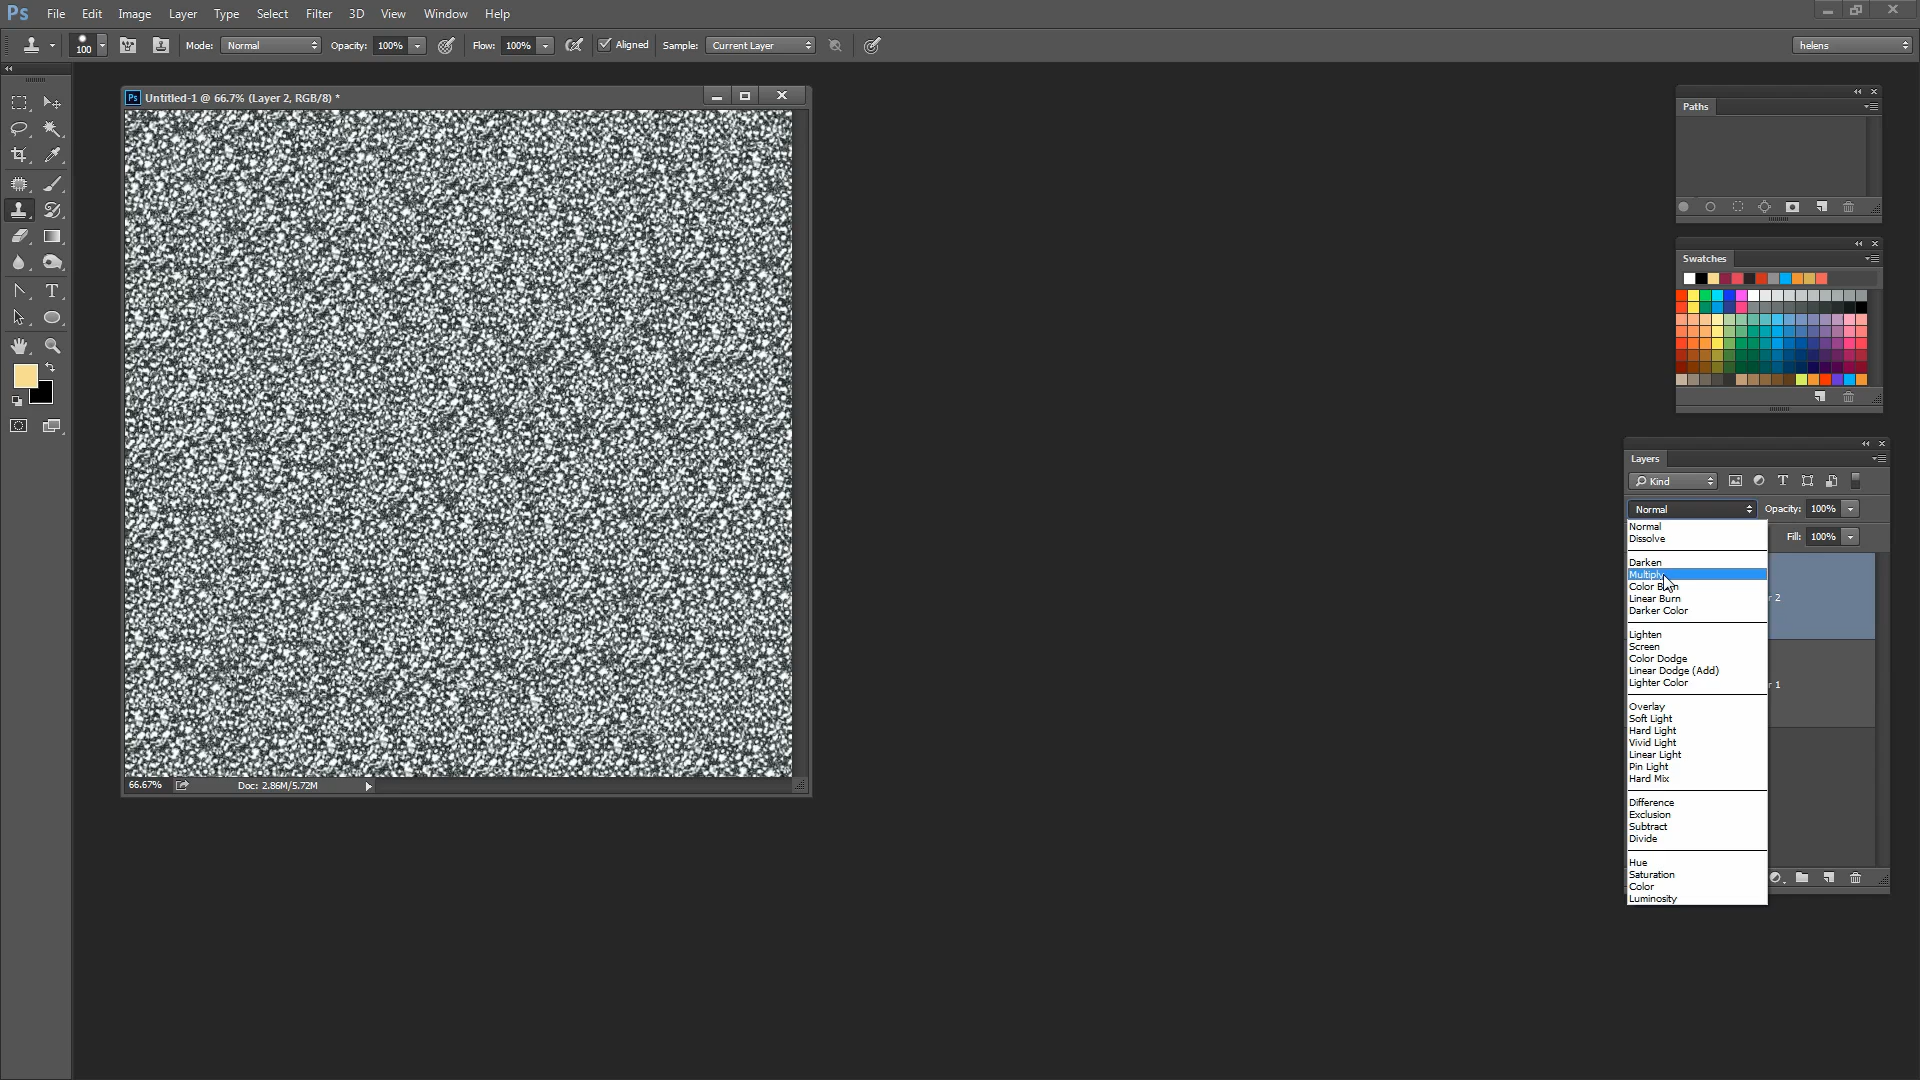 Ps File Edit Image Layer Type Select Filter 3D View Window Help
100 Mode: Normal Opacity: 100% Flow: 100% Aligned Sample: Current Layer helens
Ps Untitled-1 @ 66.7% (Layer 2, RGB/8) *
66.67% Doc: 2.86M/5.72M
Paths
Swatches
Layers
Kind
Normal Opacity: 100%
Fill: 100%
Normal
Dissolve
Darken
Multiply
Linear Burn
Darker Color
Lighten
Screen
Color Dodge
Linear Dodge (Add)
Lighter Color
Overlay
Soft Light
Hard Light
Vivid Light
Linear Light
Pin Light
Hard Mix
Difference
Exclusion
Subtract
Divide
Hue
Saturation
Color
Luminosity
r 2
r 1